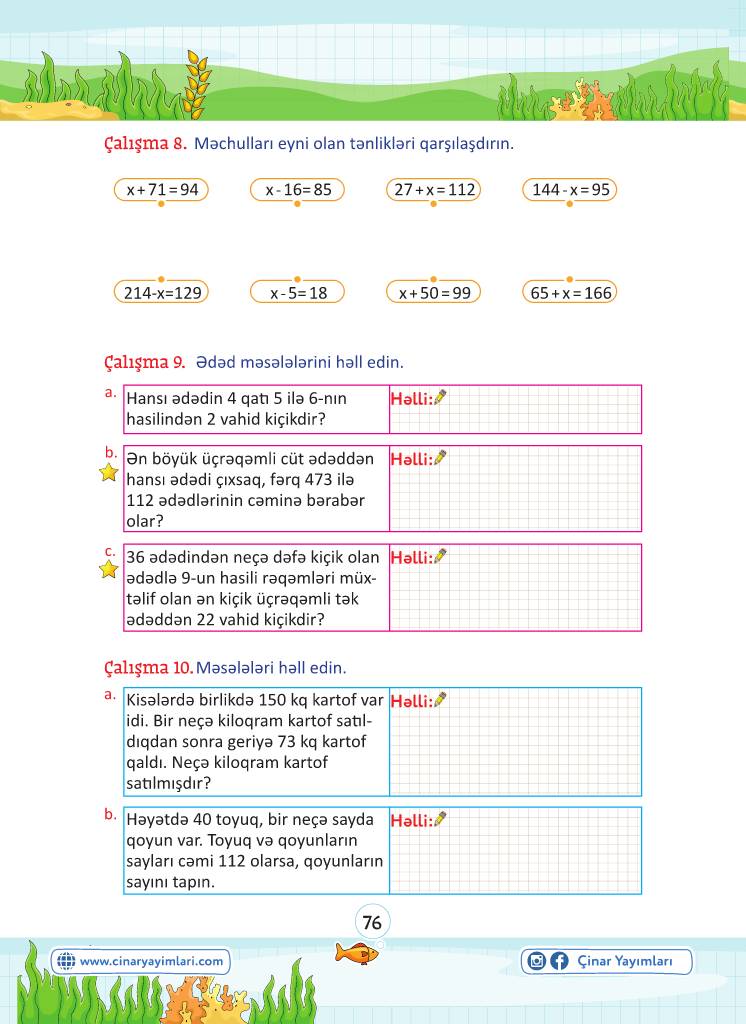 Çalışma 8. Məchulları eyni olan tənlikləri qarşılaşdırın.
x + 71 = 94
x - 16= 85
27 + x = 112
144 - x = 95
214-x=129
x - 5= 18
x + 50 = 99
65 + x = 166
Çalışma 9. Ədəd məsələlərini həll edin.
a. Hansı ədədin 4 qatı 5 ilə 6-nın
hasilindən 2 vahid kiçikdir?
Həlli:
b. Ən böyük üçrəqəmli cüt ədəddən
hansı ədədi çıxsaq, fərq 473 ilə
112 ədədlərinin cəminə bərabər
olar?
Həlli:
c. 36 ədədindən neçə dəfə kiçik olan
ədədlə 9-un hasili rəqəmləri müx-
təlif olan ən kiçik üçrəqəmli tək
ədəddən 22 vahid kiçikdir?
Həlli:
Çalışma 10. Məsələləri həll edin.
a. Kisələrdə birlikdə 150 kq kartof var
idi. Bir neçə kiloqram kartof satıl-
dıqdan sonra geriyə 73 kq kartof
qaldı. Neçə kiloqram kartof
satılmışdır?
Həlli:
b. Həyətdə 40 toyuq, bir neçə sayda
qoyun var. Toyuq və qoyunların
sayları cəmi 112 olarsa, qoyunların
sayını tapın.
Həlli:
76
www.cinaryayimlari.com
Çinar Yayımları